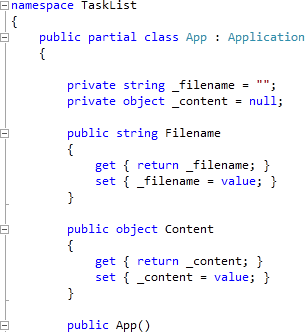 namespace TaskList
{
    public partial class App : Application
    {
        private string _filename = "";
        private object _content = null;
        public string Filename
        {
            get { return _filename; }
            set { _filename = value; }
        }
        public object Content
        {
            get { return _content; }
            set { _content = value; }
        }
        public App()